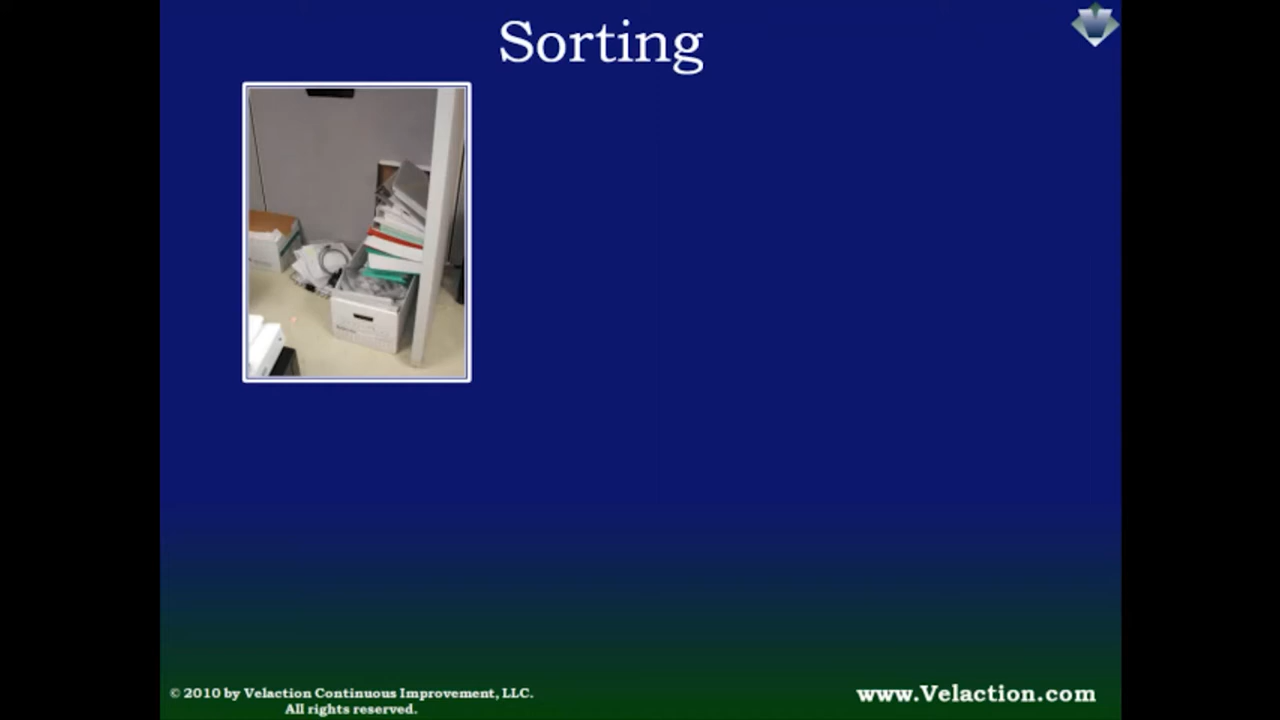 Sorting
© 2010 by Velaction Continuous Improvement, LLC.
All rights reserved.
www.Velaction.com